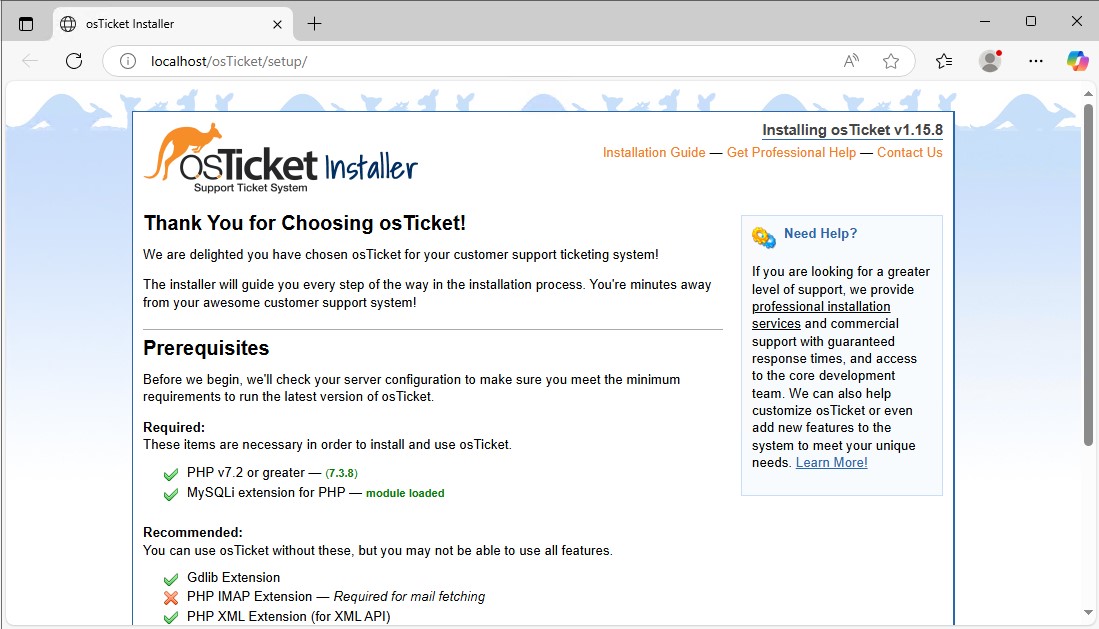 osTicket Installer
localhost/osTicket/setup/
Installing osTicket v1.15.8
Installation Guide — Get Professional Help — Contact Us
osTicket Installer
Support Ticket System
Thank You for Choosing osTicket!
We are delighted you have chosen osTicket for your customer support ticketing system!
The installer will guide you every step of the way in the installation process. You're minutes away
from your awesome customer support system!
Prerequisites
Before we begin, we'll check your server configuration to make sure you meet the minimum
requirements to run the latest version of osTicket.
Required:
These items are necessary in order to install and use osTicket.
PHP v7.2 or greater — (7.3.8)
MySQLi extension for PHP — module loaded
Recommended:
You can use osTicket without these, but you may not be able to use all features.
Gdlib Extension
PHP IMAP Extension — Required for mail fetching
PHP XML Extension (for XML API)
Need Help?
If you are looking for a greater
level of support, we provide
professional installation
services and commercial
support with guaranteed
response times, and access
to the core development
team. We can also help
customize osTicket or even
add new features to the
system to meet your unique
needs. Learn More!